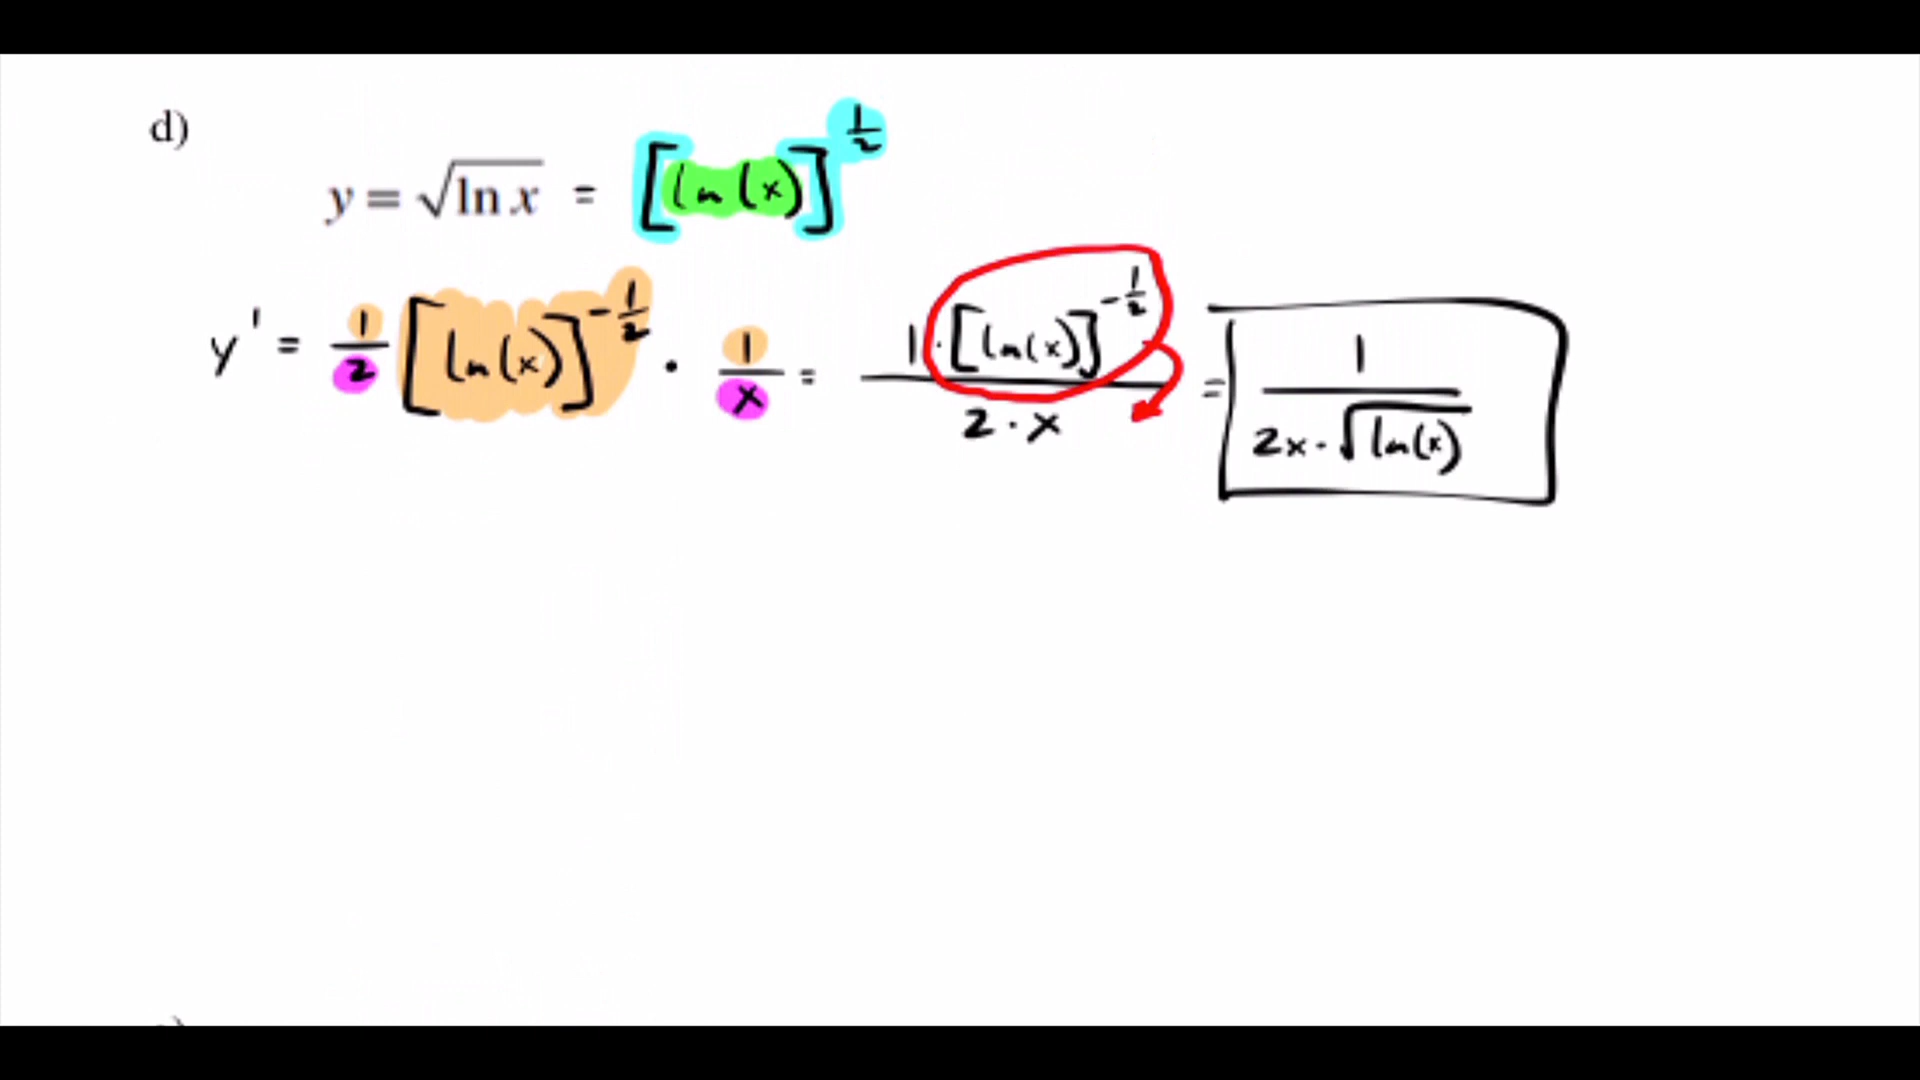 d)
y = √ln x = [ln(x)]^(1/2)
y' = 1/2 [ln(x)]^(-1/2) · 1/x = 1·[ln(x)]^(-1/2) / 2·x = 1 / 2x·√ln(x)